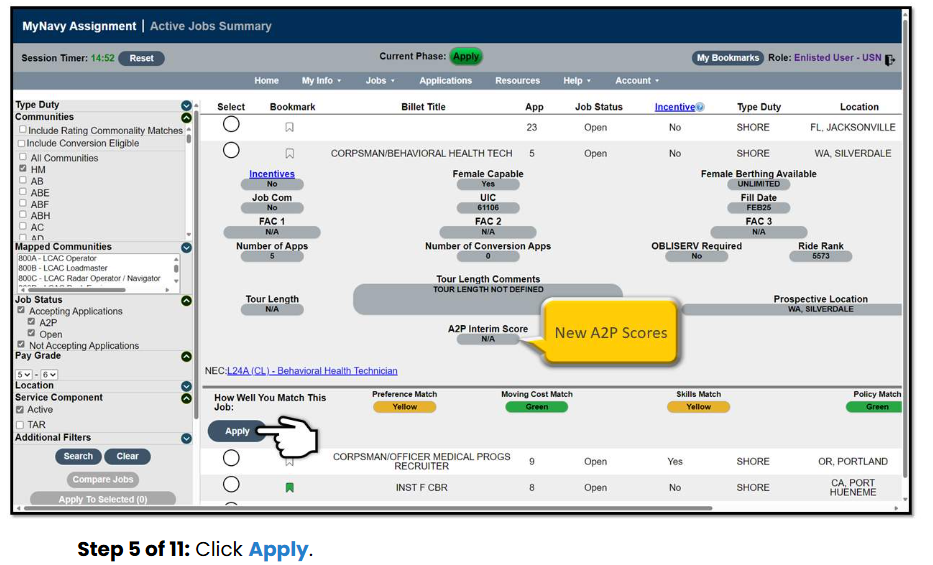 MyNavy Assignment | Active Jobs Summary
Session Timer: 14:52 Reset
Current Phase: Apply
My Bookmarks Role: Enlisted User - USN
Home My Info Jobs Applications Resources Help Account
Type Duty
Communities
Include Rating Commonality Matches
Include Conversion Eligible
All Communities
HM
AB
ABE
ABF
ABH
AC
AD
Mapped Communities
800A - LCAC Operator
800B - LCAC Loadmaster
800C - LCAC Radar Operator / Navigator
Job Status
Accepting Applications
A2P
Open
Not Accepting Applications
Pay Grade
5 - 6
Location
Service Component
Active
TAR
Additional Filters
Search Clear
Compare Jobs
Apply To Selected (0)
Select Bookmark Billet Title App Job Status Incentive Type Duty Location
23 Open No SHORE FL, JACKSONVILLE
CORPSMAN/BEHAVIORAL HEALTH TECH 5 Open No SHORE WA, SILVERDALE
Incentives Female Capable Female Berthing Available
No Yes UNLIMITED
Job Com UIC Fill Date
No 61106 FEB25
FAC 1 FAC 2 FAC 3
N/A N/A N/A
Number of Apps Number of Conversion Apps OBLISERV Required Ride Rank
5 0 No 5573
Tour Length Comments
TOUR LENGTH NOT DEFINED
Tour Length Prospective Location
N/A WA, SILVERDALE
A2P Interim Score
N/A
New A2P Scores
NEC:L24A (CL) - Behavioral Health Technician
How Well You Match This
Job:
Preference Match Moving Cost Match Skills Match Policy Match
Yellow Green Yellow Green
Apply
CORPSMAN/OFFICER MEDICAL PROGS
RECRUITER 9 Open Yes SHORE OR, PORTLAND
INST F CBR 8 Open No SHORE CA, PORT
HUENEME
Step 5 of 11: Click Apply.